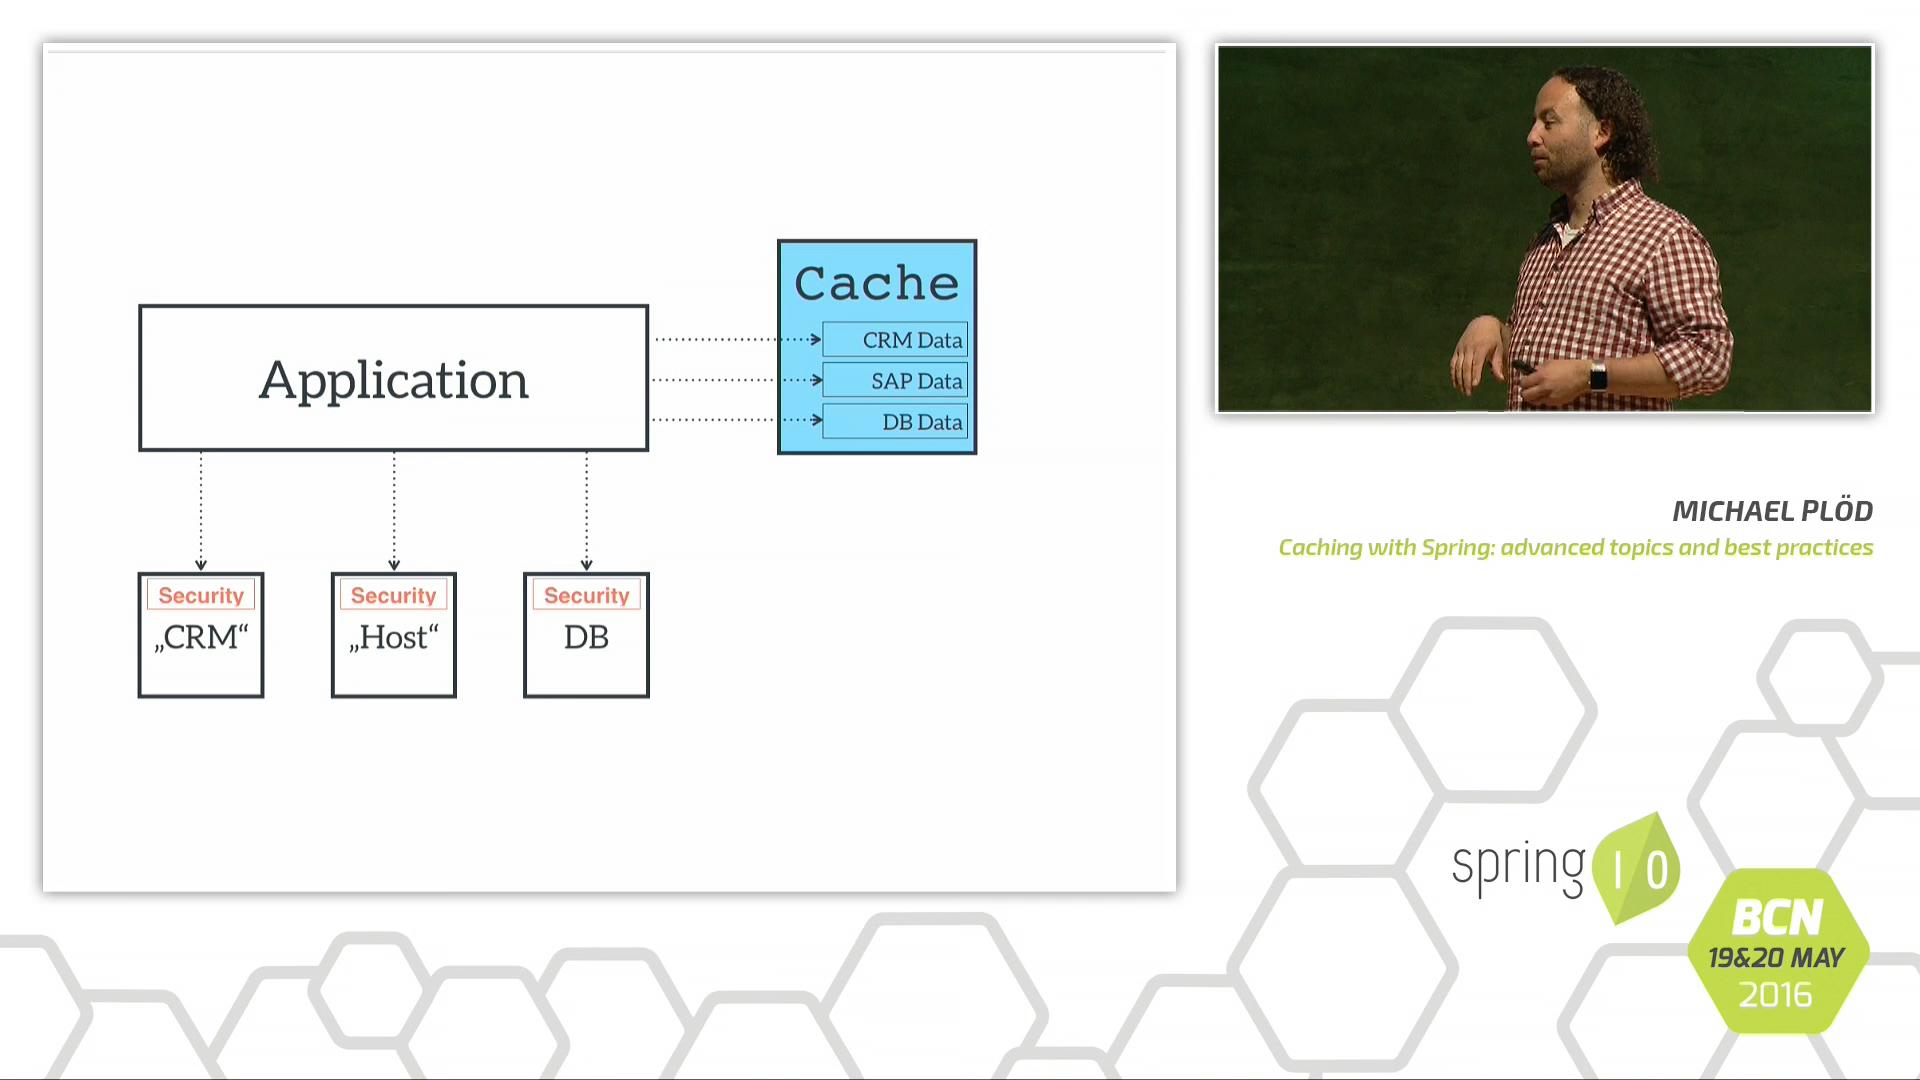 Application
Cache
CRM Data
SAP Data
DB Data
Security
„CRM“
Security
„Host“
Security
DB
MICHAEL PLÖD
Caching with Spring: advanced topics and best practices
spring I O
BCN
19&20 MAY
2016